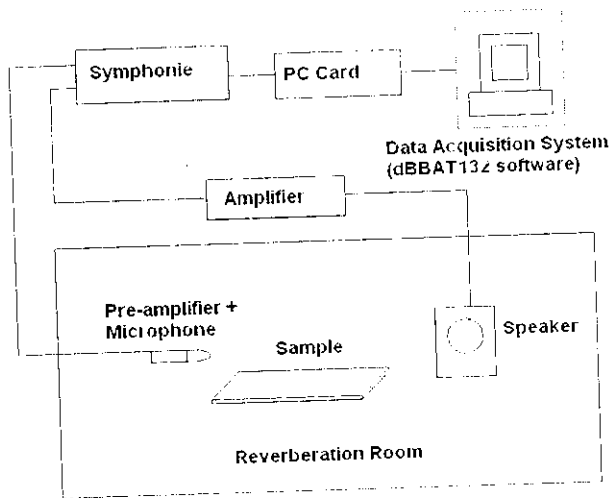 Symphonie
PC Card
Data Acquisition System
(dBBAT132 software)
Amplifier
Pre-amplifier +
Microphone
Speaker
Sample
Reverberation Room